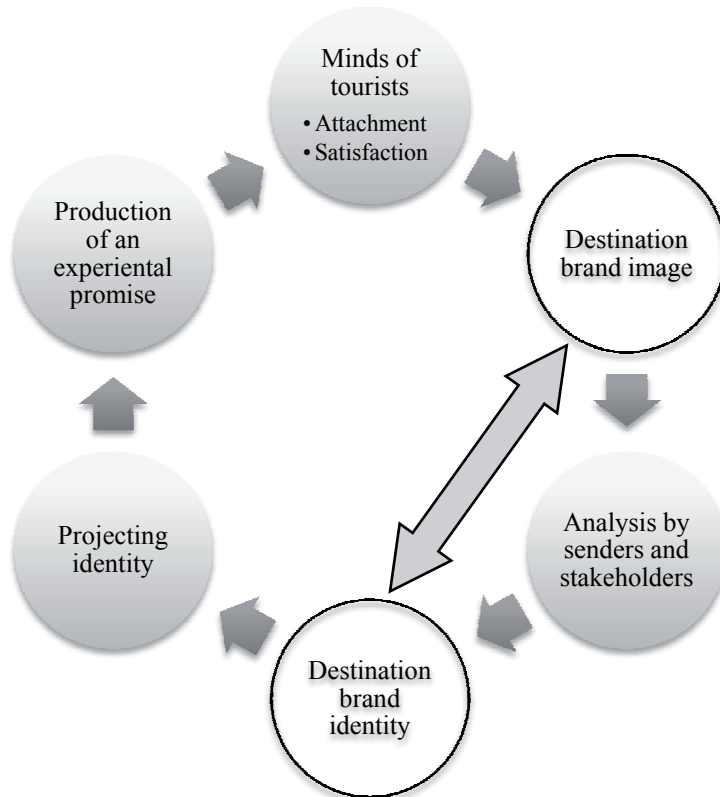 Minds of
tourists
• Attachment
• Satisfaction
Destination
brand image
Analysis by
senders and
stakeholders
Destination
brand
identity
Projecting
identity
Production
of an
experiental
promise